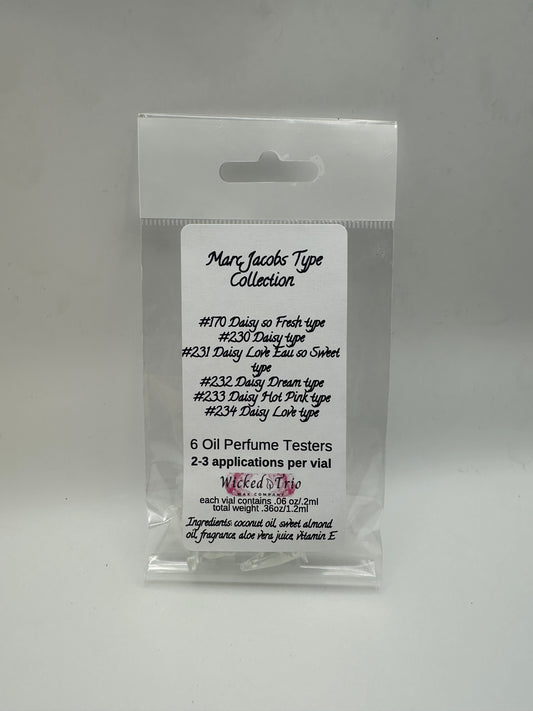 Marc Jacobs Type
Collection
#170 Daisy so Fresh type
#230 Daisy type
#231 Daisy Love Eau so Sweet
type
#232 Daisy Dream type
#233 Daisy Hot Pink type
#234 Daisy Love type
6 Oil Perfume Testers
2-3 applications per vial
Wicked Trio
WAX COMPANY
each vial contains .06 oz/.2ml
total weight .36oz/1.2ml
Ingredients: coconut oil, sweet almond
oil, fragrance, aloe vera juice, vitamin E